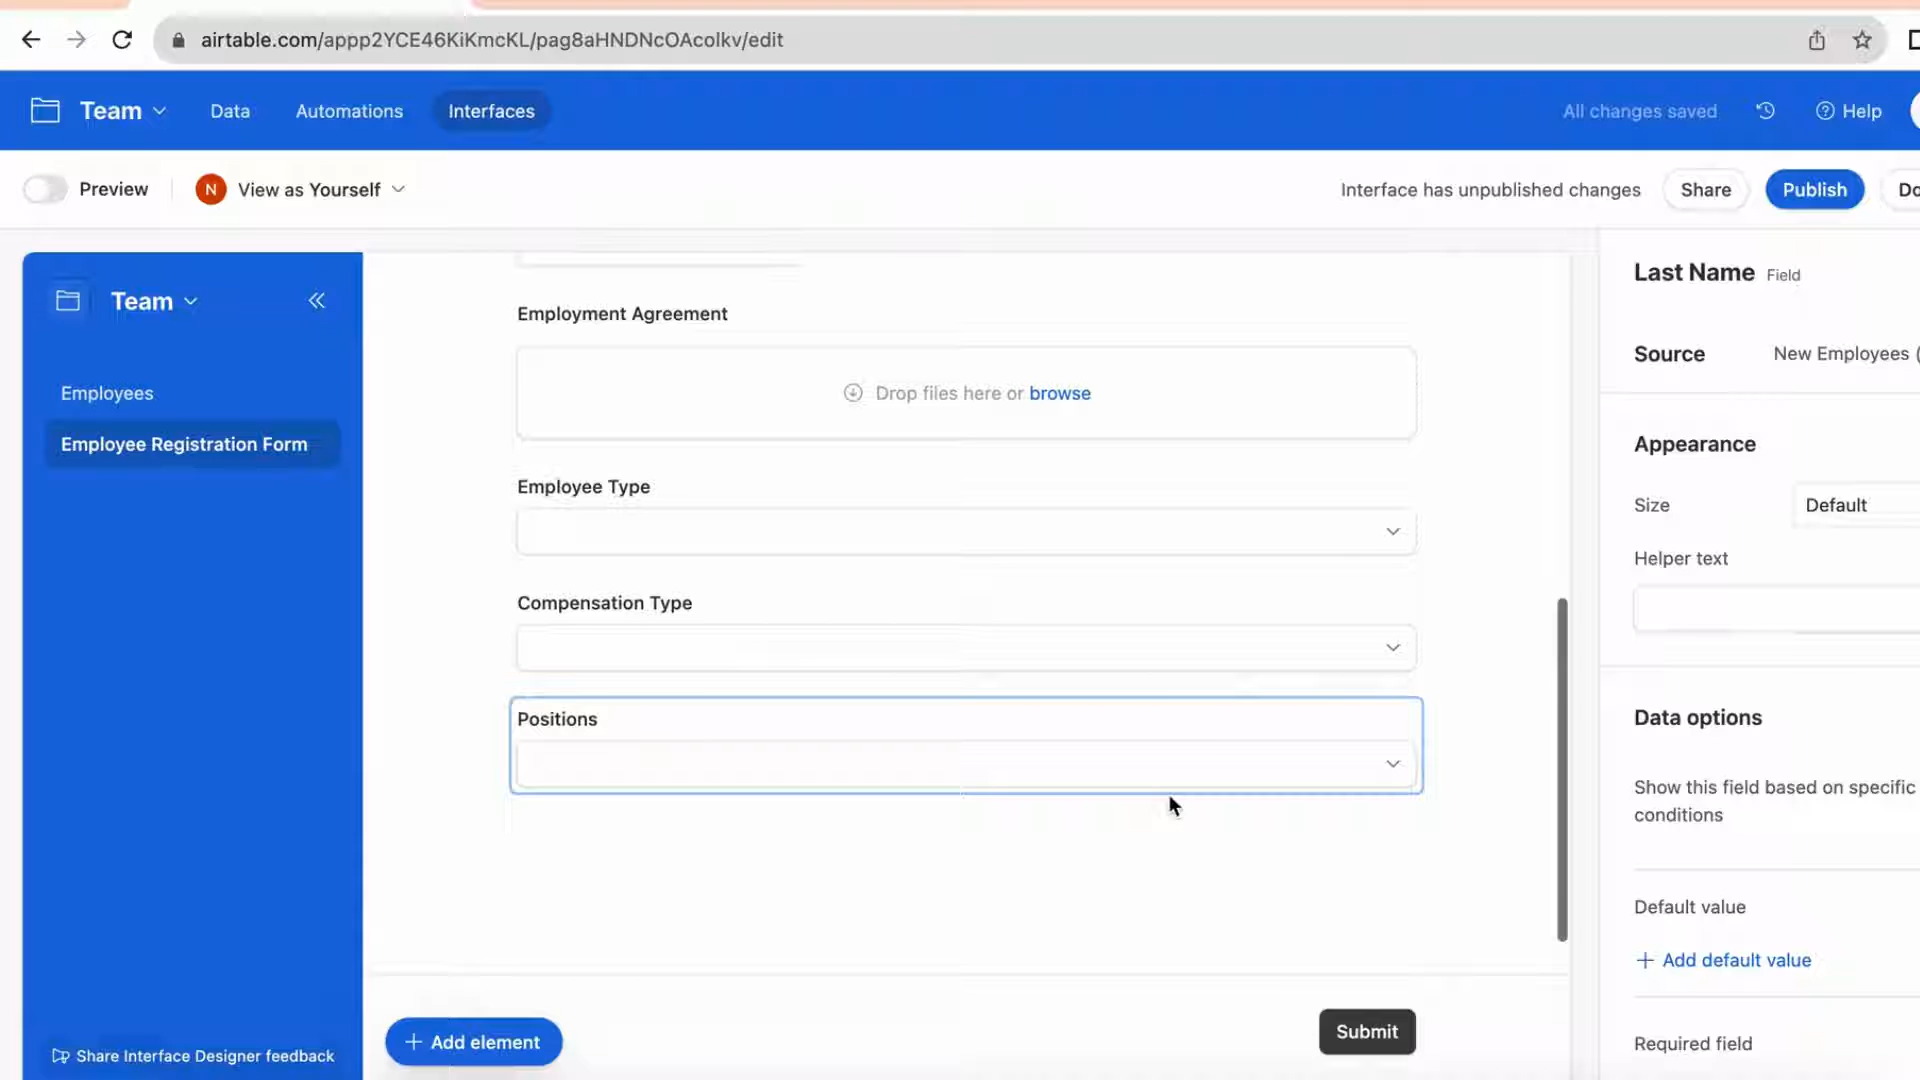 airtable.com/appp2YCE46KiKmcKL/pag8aHNDNcOAcolkv/edit
Team Data Automations Interfaces All changes saved Help
Preview N View as Yourself Interface has unpublished changes Share Publish Do
Team
Employees
Employee Registration Form
Share Interface Designer feedback
Employment Agreement
Drop files here or browse
Employee Type
Compensation Type
Positions
+ Add element
Submit
Last Name Field
Source New Employees (
Appearance
Size Default
Helper text
Data options
Show this field based on specific
conditions
Default value
+ Add default value
Required field